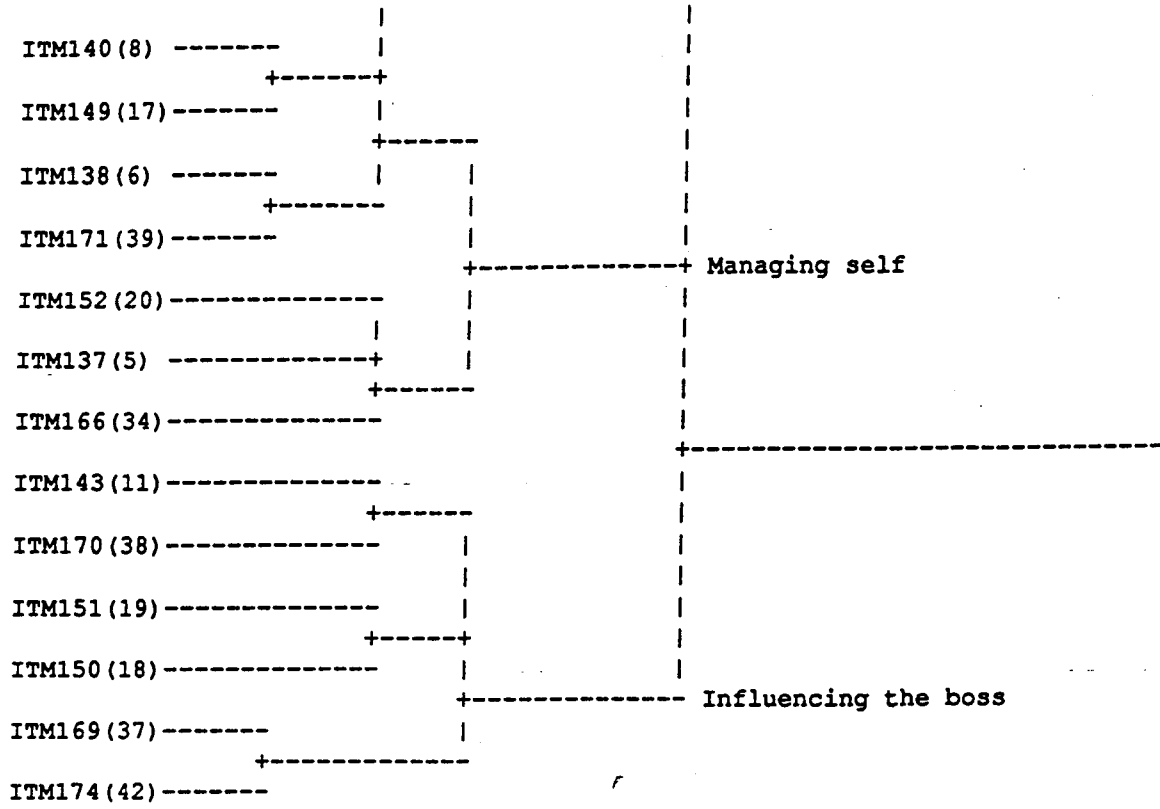 ITM140(8)
ITM149(17)
ITM138(6)
ITM171(39)
Managing self
ITM152(20)
ITM137(5)
ITM166(34)
ITM143(11)
ITM170(38)
ITM151(19)
ITM150(18)
Influencing the boss
ITM169(37)
ITM174(42)